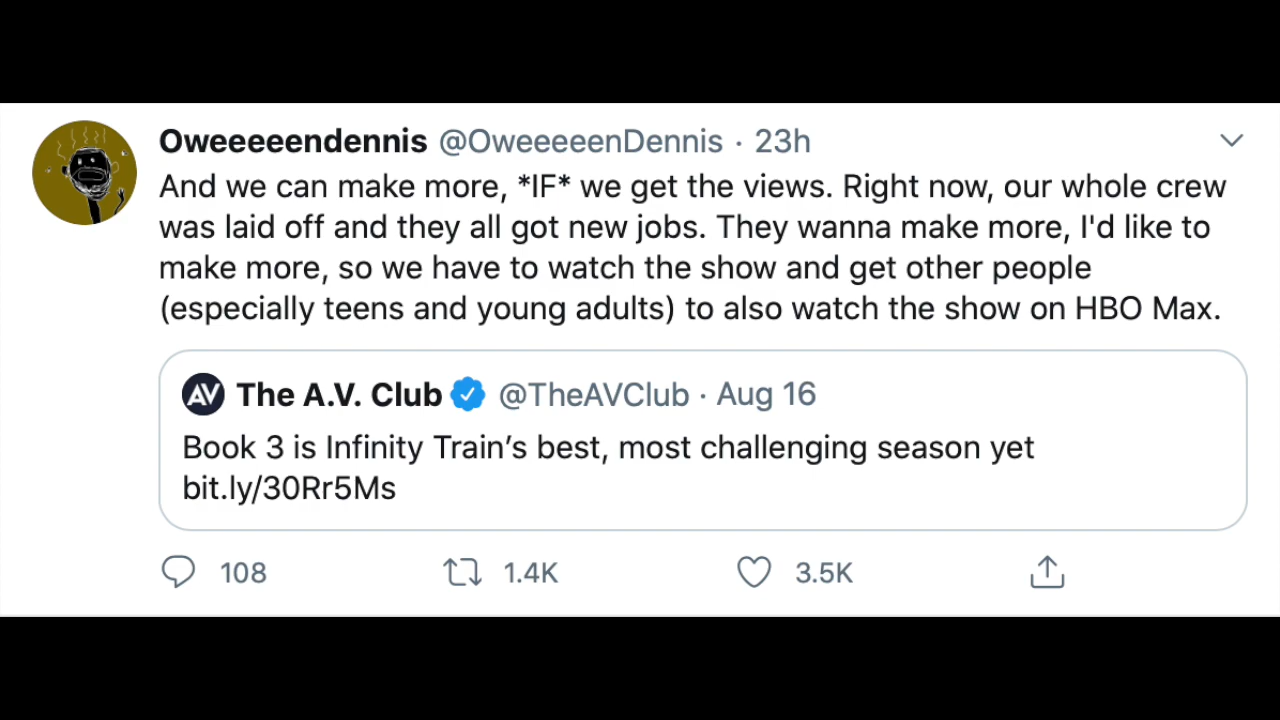 Oweeeeendennis @OweeeeenDennis · 23h
And we can make more, *IF* we get the views. Right now, our whole crew
was laid off and they all got new jobs. They wanna make more, I'd like to
make more, so we have to watch the show and get other people
(especially teens and young adults) to also watch the show on HBO Max.
AV The A.V. Club @TheAVClub · Aug 16
Book 3 is Infinity Train’s best, most challenging season yet
bit.ly/30Rr5Ms
108 1.4K 3.5K